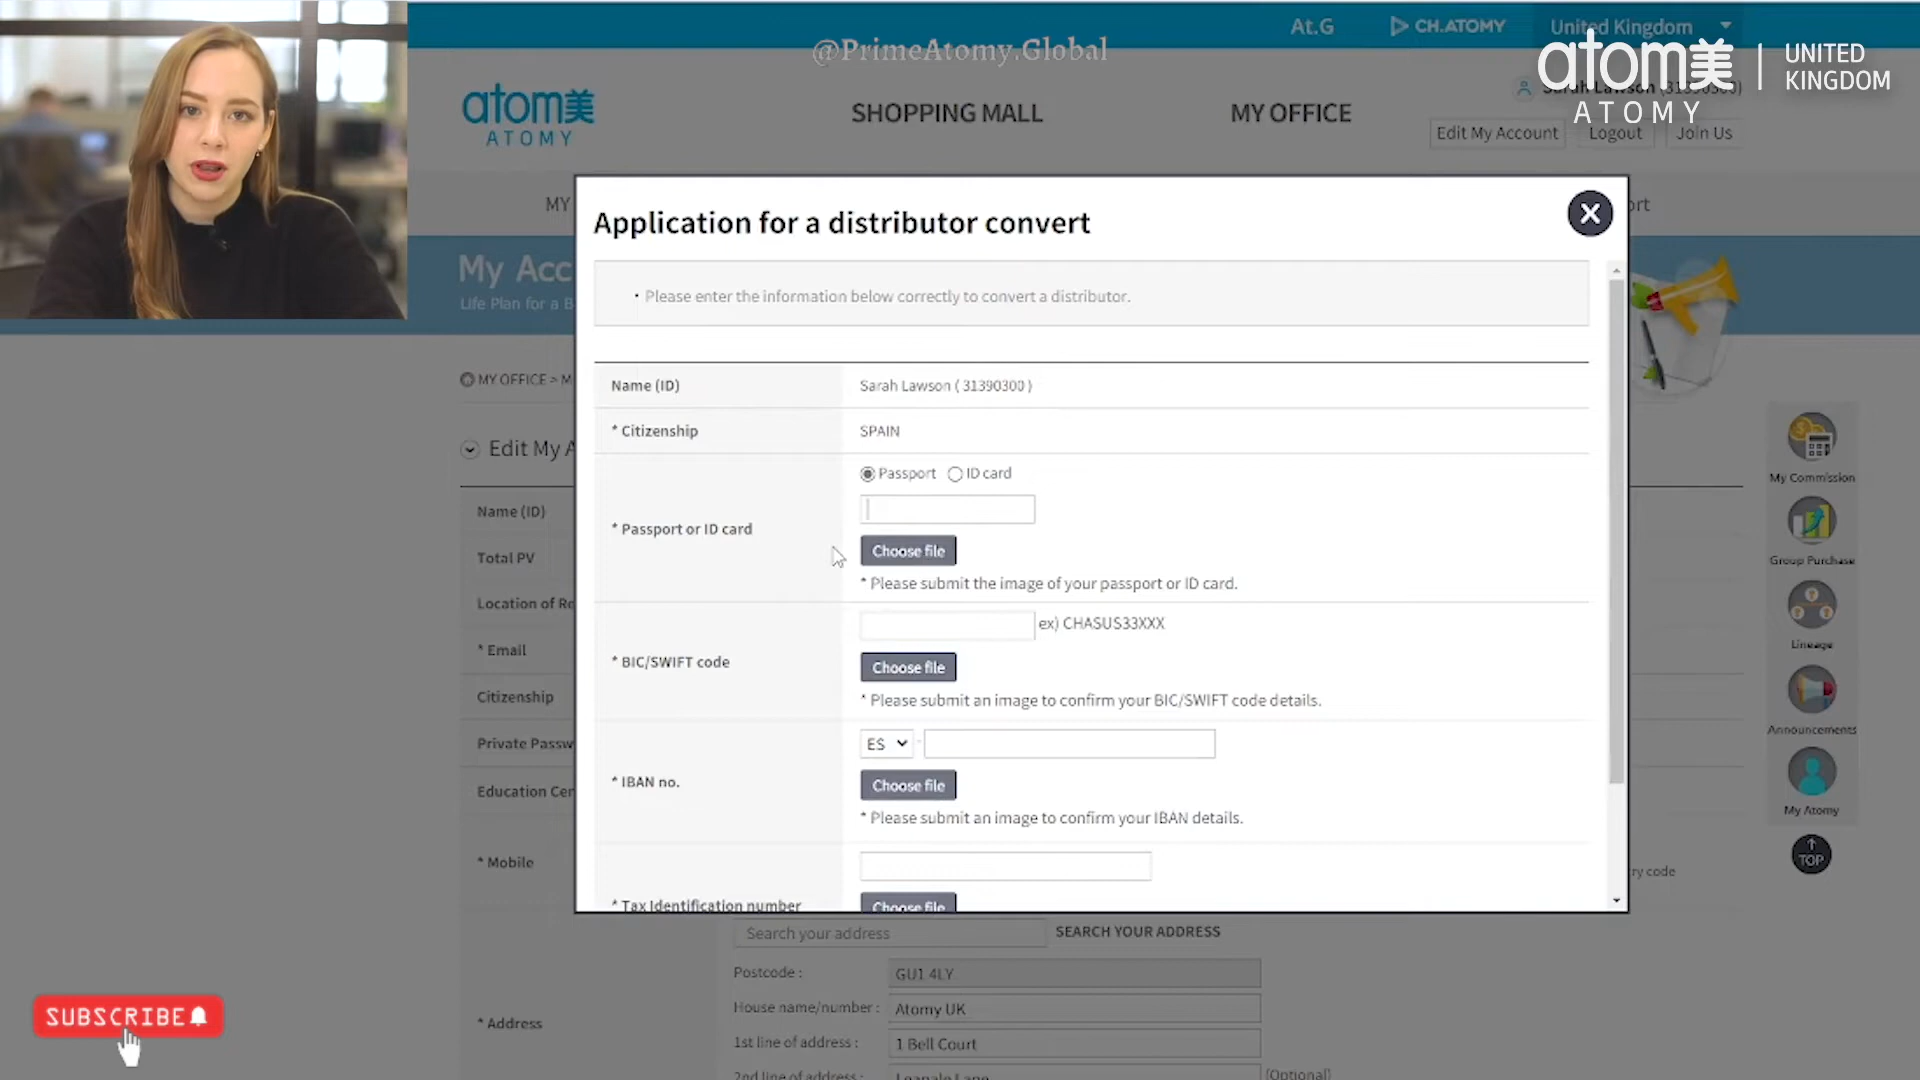 At.G
CH.ATOMY
United Kingdom
@PrimeAtomy.Global
atom美
ATOMY
UNITED
KINGDOM
atom美
ATOMY
SHOPPING MALL
MY OFFICE
Sarah Lawson (31390300)
Edit My Account
Logout
Join Us
MY
Application for a distributor convert
X
My Acc
Life Plan for a B
• Please enter the information below correctly to convert a distributor.
MY OFFICE > M
Name (ID)
Sarah Lawson ( 31390300 )
* Citizenship
SPAIN
Edit My A
Passport
ID card
* Passport or ID card
Choose file
* Please submit the image of your passport or ID card.
ex) CHASUS33XXX
* BIC/SWIFT code
Choose file
* Please submit an image to confirm your BIC/SWIFT code details.
ES
-
* IBAN no.
Choose file
* Please submit an image to confirm your IBAN details.
* Tax Identification number
Choose file
Name (ID)
Total PV
Location of Re
* Email
Citizenship
Private Passw
Education Cer
* Mobile
ry code
My Commission
Group Purchase
Lineage
Announcements
My Atomy
TOP
Search your address
SEARCH YOUR ADDRESS
Postcode :
GU1 4LY
House name/number :
Atomy UK
* Address
1st line of address :
1 Bell Court
2nd line of address :
Leapale Lane
(Optional)
SUBSCRIBE